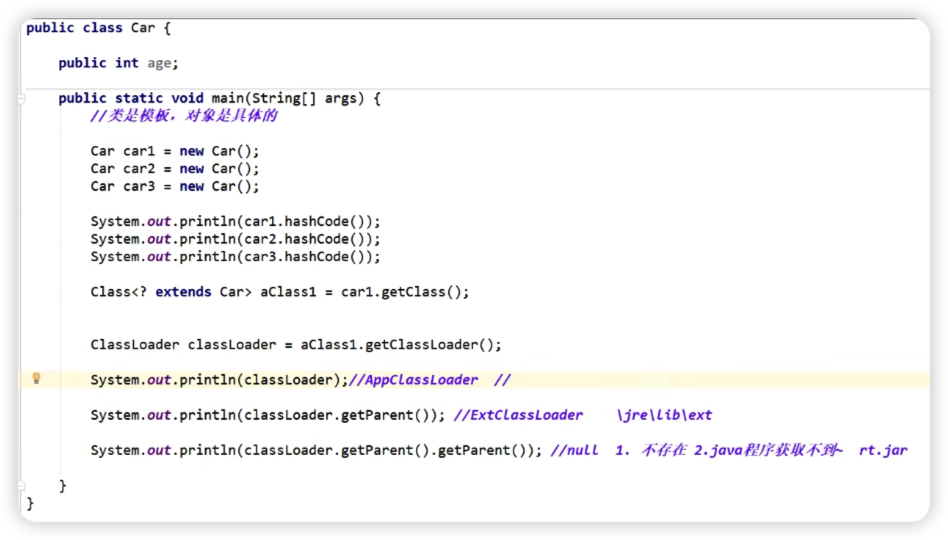 public class Car {
public int age;
public static void main(String[] args) {
//类是模板，对象是具体的
Car car1 = new Car();
Car car2 = new Car();
Car car3 = new Car();
System.out.println(car1.hashCode());
System.out.println(car2.hashCode());
System.out.println(car3.hashCode());
Class<? extends Car> aClass1 = car1.getClass();
ClassLoader classLoader = aClass1.getClassLoader();
System.out.println(classLoader);//AppClassLoader //
System.out.println(classLoader.getParent()); //ExtClassLoader \jre\lib\ext
System.out.println(classLoader.getParent().getParent()); //null 1. 不存在 2.java程序获取不到~ rt.jar
}
}